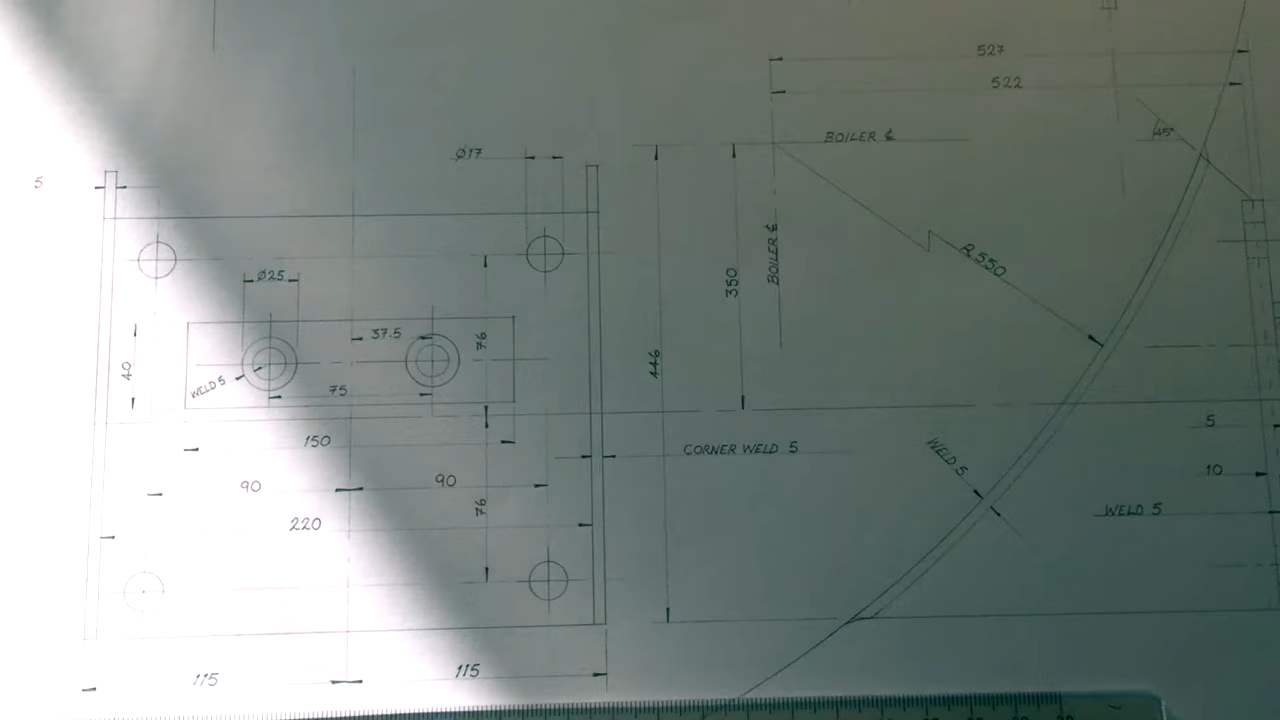 527
522
BOILER ℄
45°
Ø17
5
BOILER ℄
R 550
350
Ø25
37.5
76
40
WELD 5
75
446
150
CORNER WELD 5
WELD 5
5
10
90
90
76
WELD 5
220
115
115